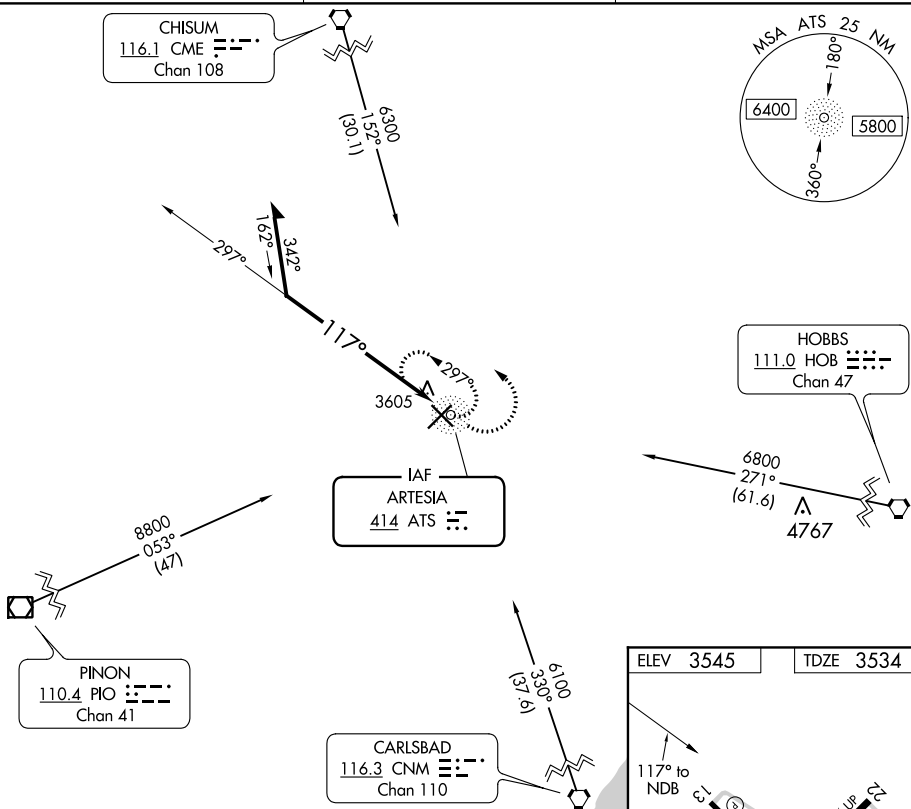 CHISUM
116.1 CME
Chan 108
6300
152°
(30.1)
MSA ATS 25 NM
180°
6400
5800
360°
297°
162°
342°
117°
297°
3605
HOBBS
111.0 HOB
Chan 47
IAF
ARTESIA
414 ATS
6800
271°
(61.6)
4767
8800
053°
(47)
PINON
110.4 PIO
Chan 41
6100
330°
(37.6)
CARLSBAD
116.3 CNM
Chan 110
ELEV 3545
TDZE 3534
117° to
NDB
13
P
UP
22